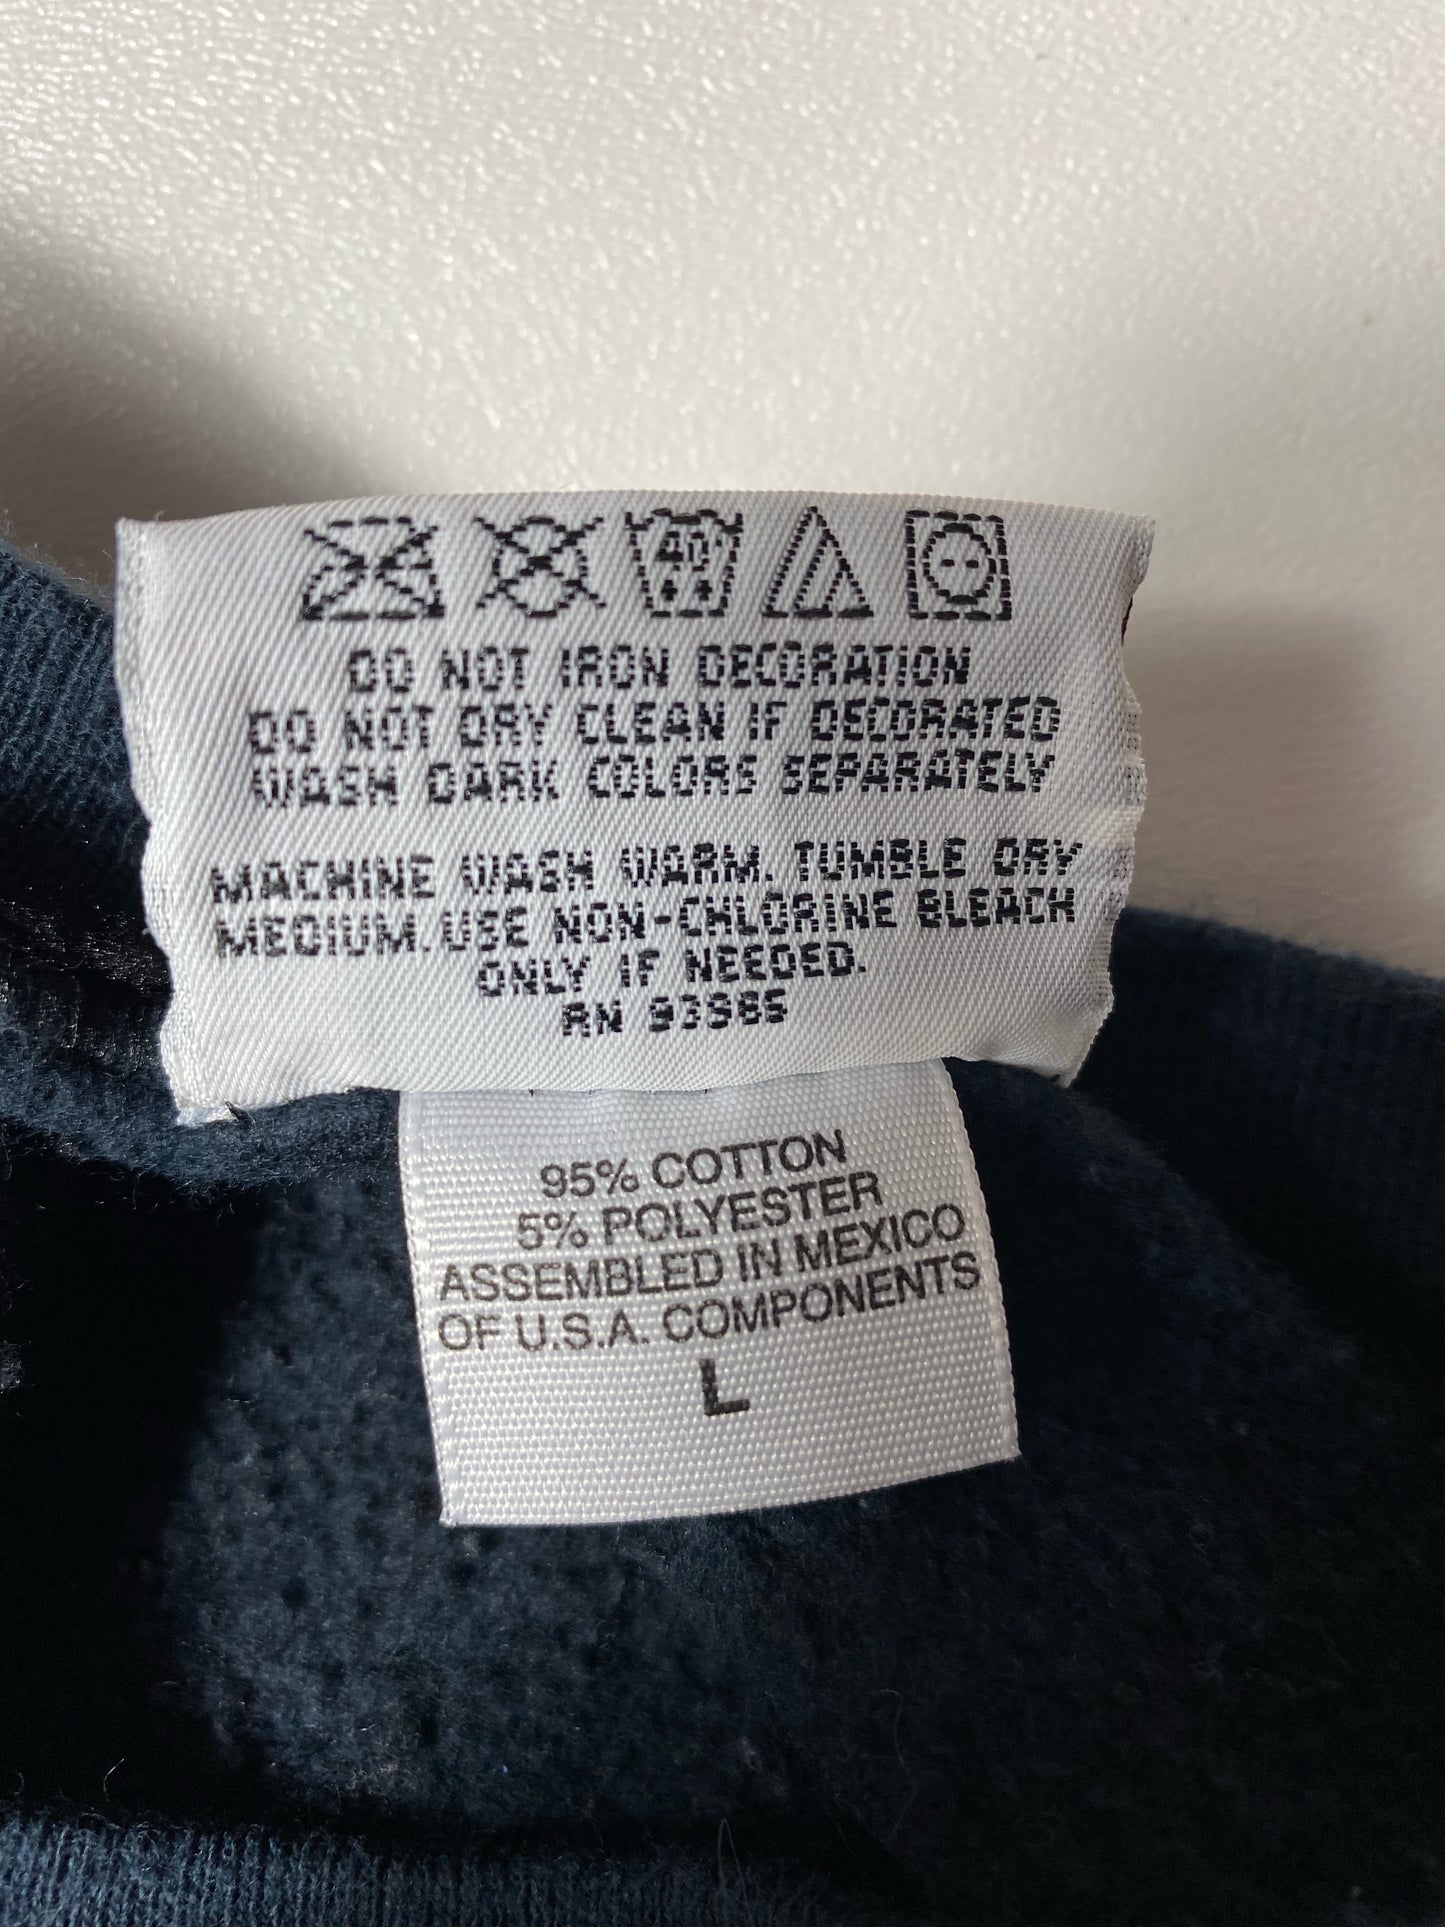 40
DO NOT IRON DECORATION
DO NOT DRY CLEAN IF DECORATED
WASH DARK COLORS SEPARATELY
MACHINE WASH WARM. TUMBLE DRY
MEDIUM. USE NON-CHLORINE BLEACH
ONLY IF NEEDED.
RN
95% COTTON
5% POLYESTER
ASSEMBLED IN MEXICO
OF U.S.A. COMPONENTS
L